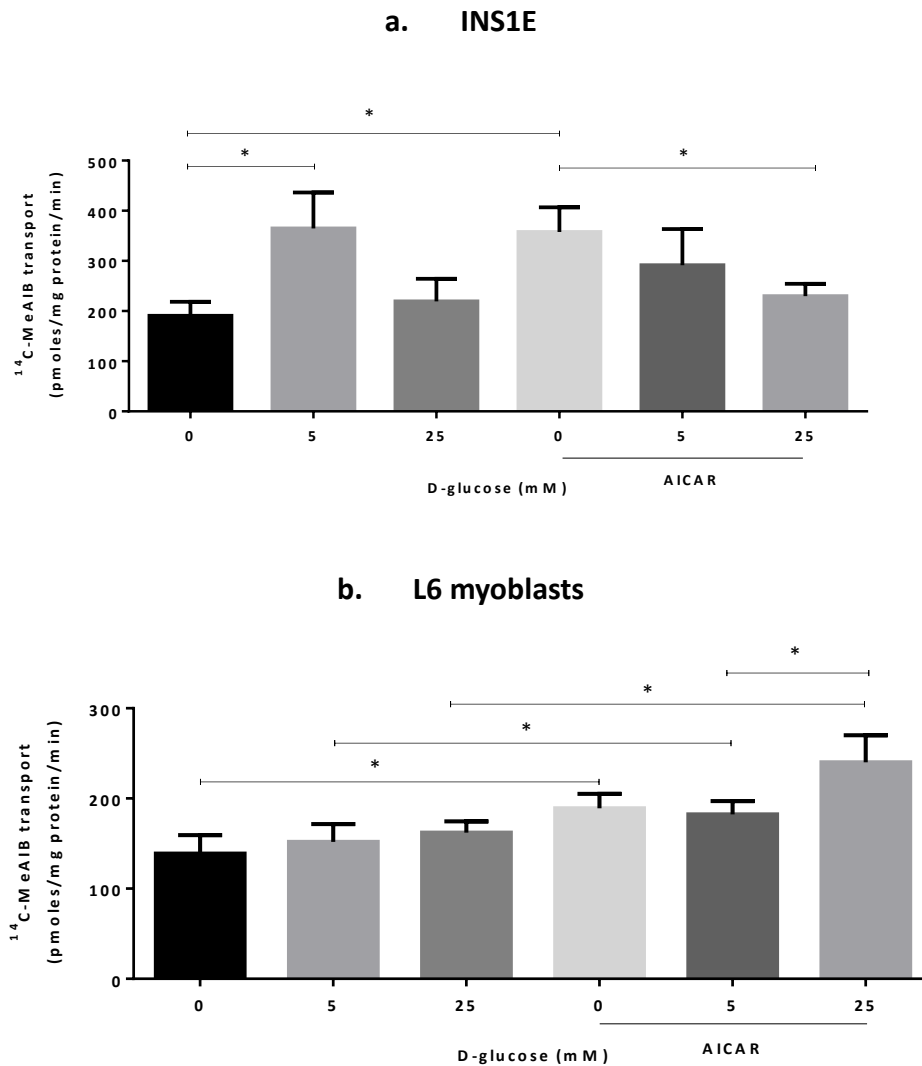 a. INS1E
*
*
*
500
400
300
200
100
0
14C-MeAIB transport
(pmoles/mg protein/min)
0 5 25 0 5 25
D-glucose (mM) AICAR
b. L6 myoblasts
*
*
*
*
300
200
100
0
14C-MeAIB transport
(pmoles/mg protein/min)
0 5 25 0 5 25
D-glucose (mM) AICAR